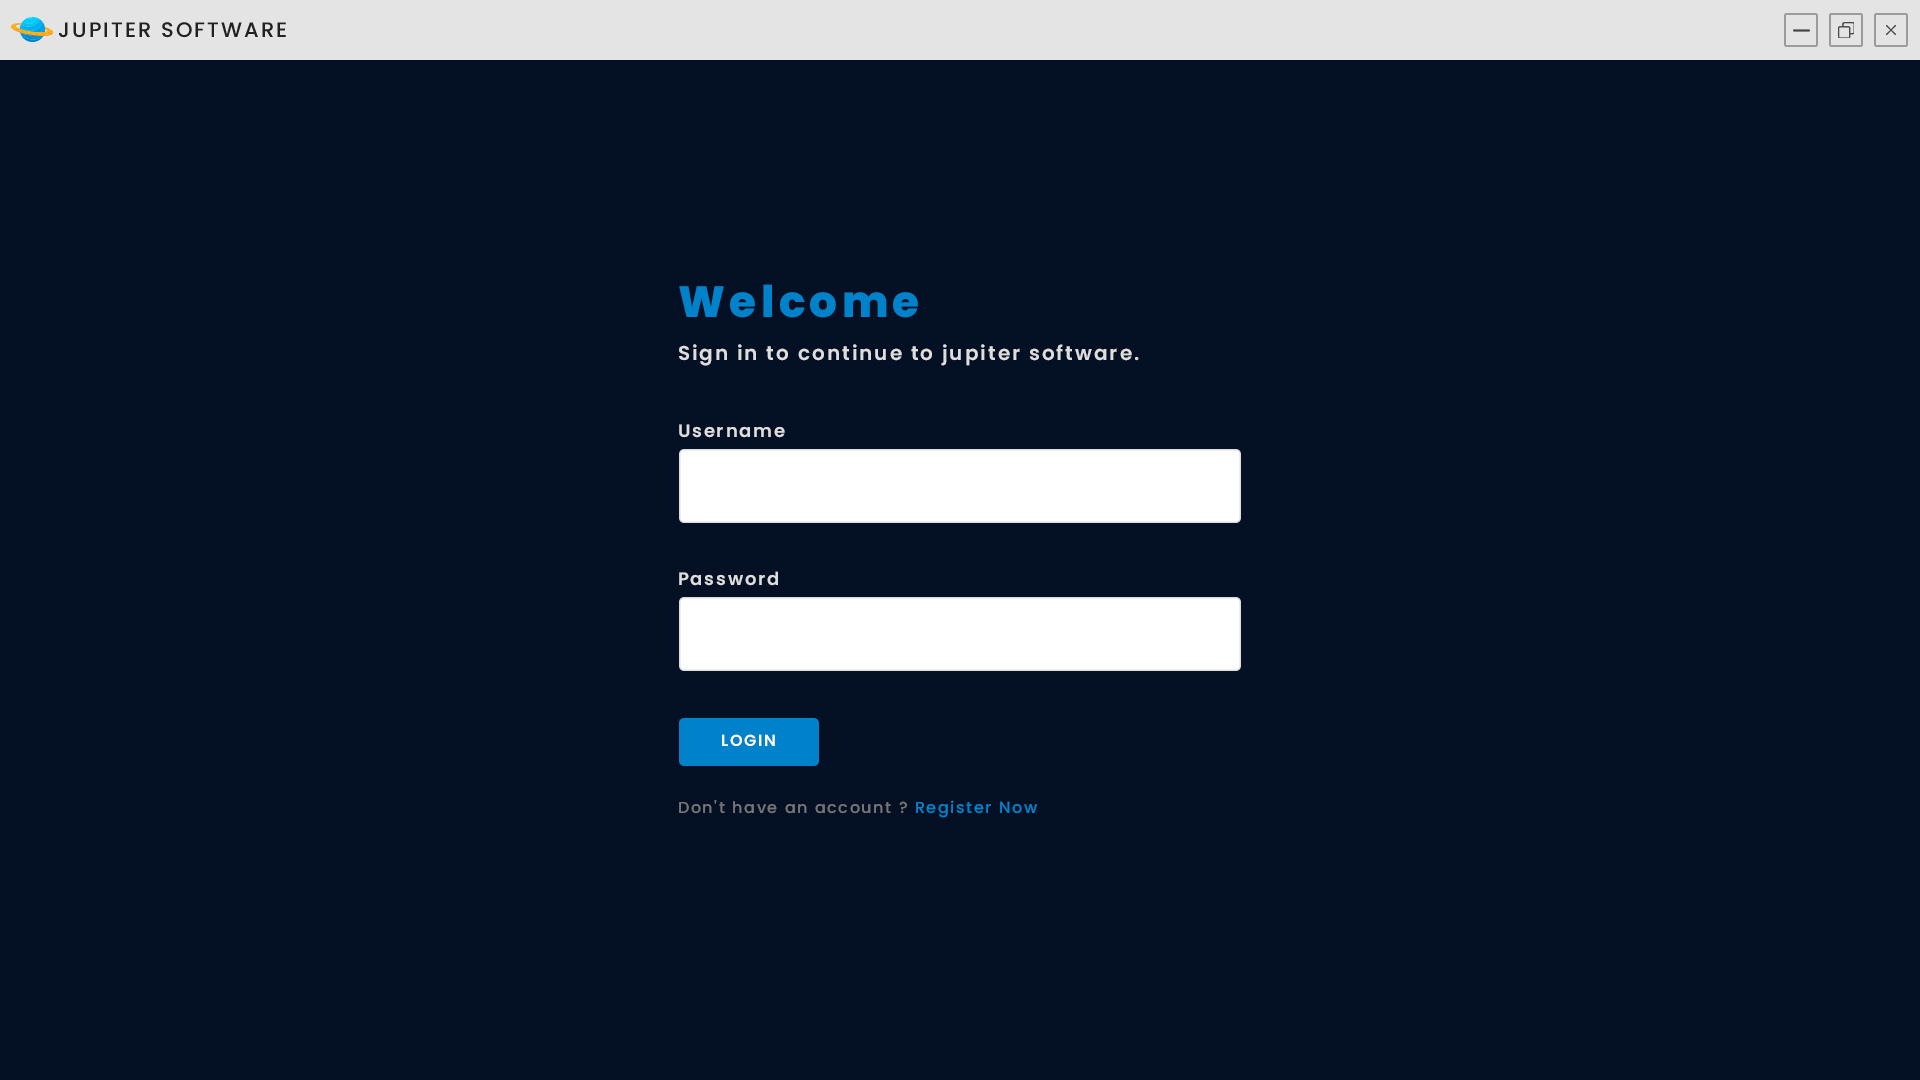 JUPITER SOFTWARE
Welcome
Sign in to continue to jupiter software.
Username
Password
LOGIN
Don't have an account ? Register Now